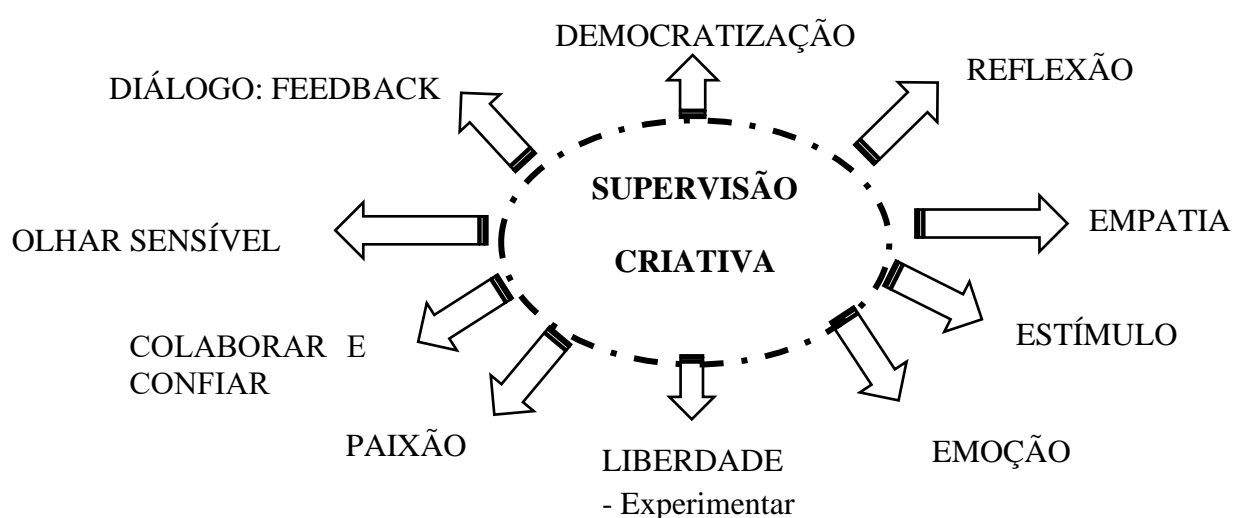 DEMOCRATIZAÇÃO
REFLEXÃO
DIÁLOGO: FEEDBACK
SUPERVISÃO
CRIATIVA
EMPATIA
OLHAR SENSÍVEL
ESTÍMULO
COLABORAR E
CONFIAR
PAIXÃO
LIBERDADE
- Experimentar
EMOÇÃO